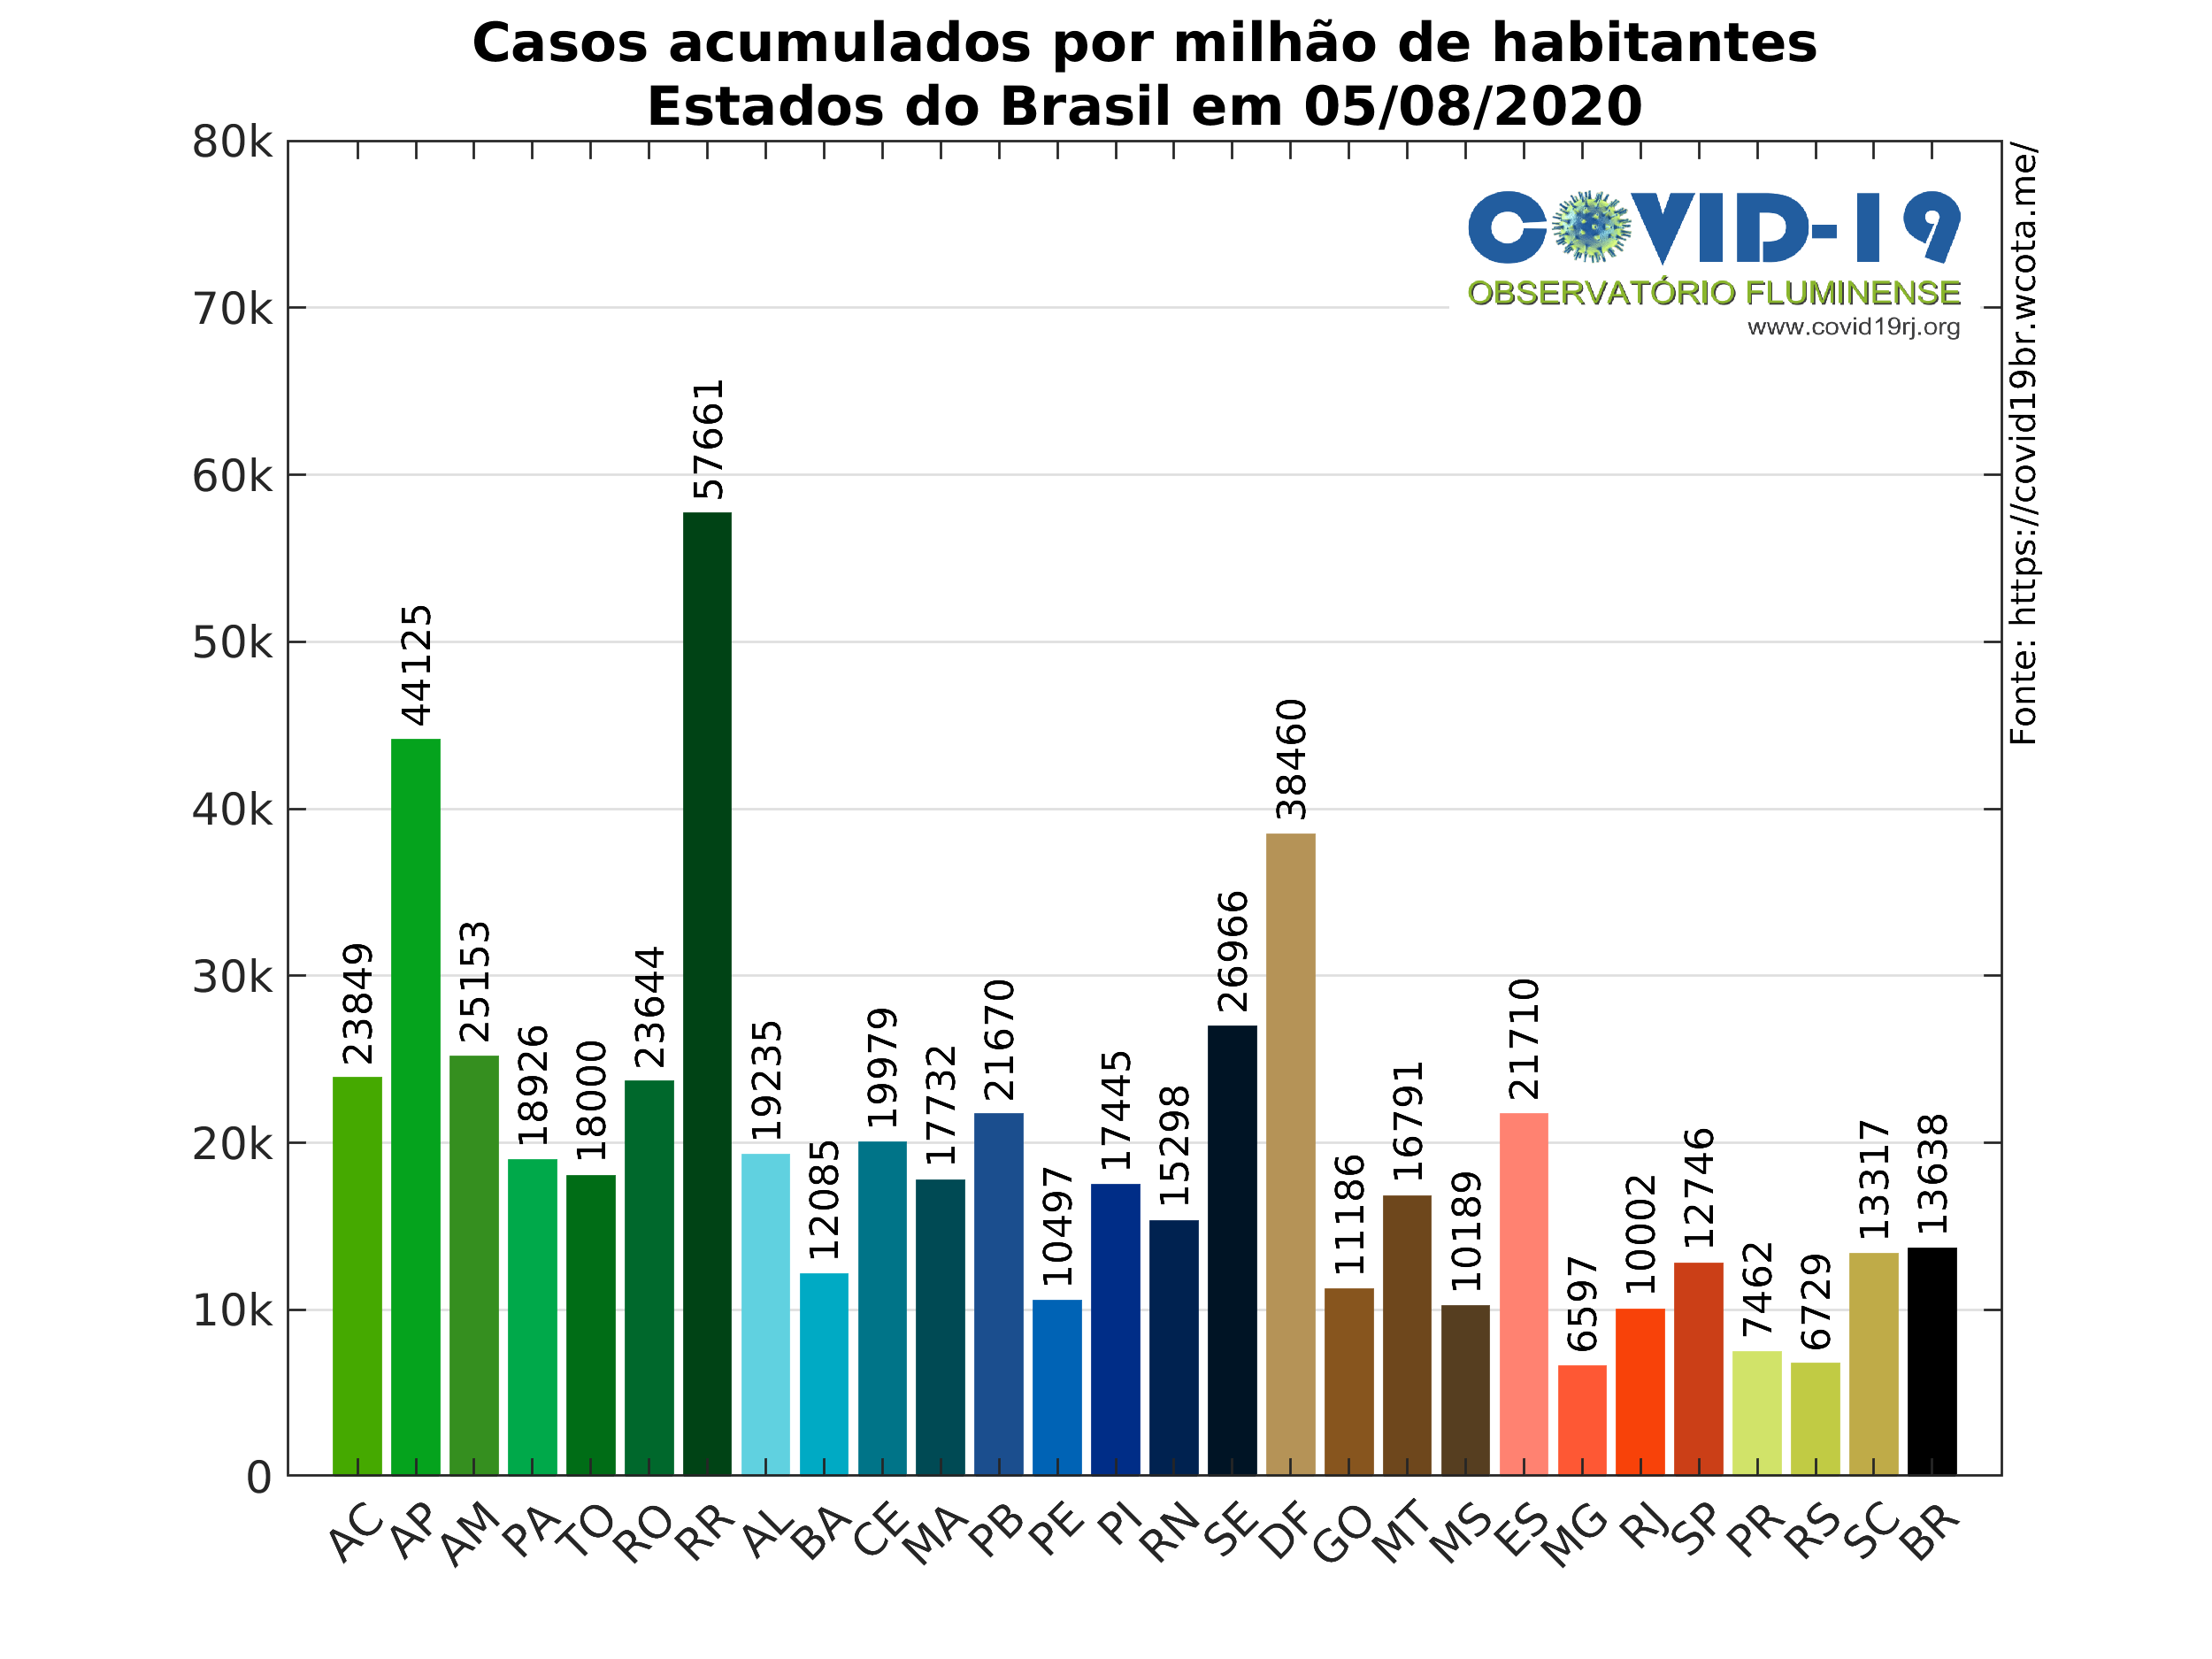 Casos acumulados por milhão de habitantes
Estados do Brasil em 05/08/2020
80k
70k
60k
50k
40k
30k
20k
10k
0
COVID-19
OBSERVATÓRIO FLUMINENSE
www.covid19rj.org
Fonte: https://covid19br.wcota.me/
23849
44125
25153
18926
18000
23644
57661
19235
12085
19979
17732
21670
10497
17445
15298
26966
38460
11186
16791
10189
21710
6597
10002
12746
7462
6729
13317
13638
AC
AP
AM
PA
TO
RO
RR
AL
BA
CE
MA
PB
PE
PI
RN
SE
DF
GO
MT
MS
ES
MG
RJ
SP
PR
RS
SC
BR